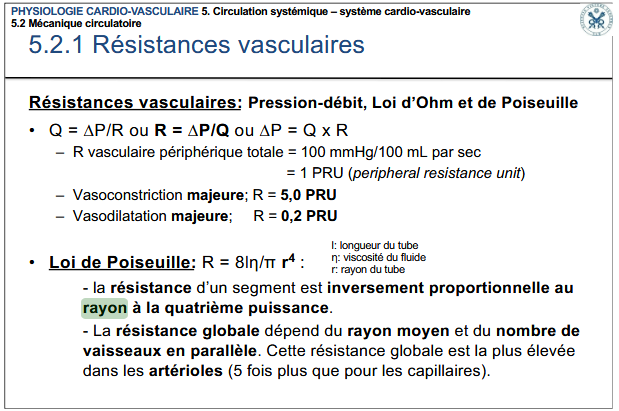 PHYSIOLOGIE CARDIO-VASCULAIRE 5. Circulation systémique – système cardio-vasculaire
5.2 Mécanique circulatoire
5.2.1 Résistances vasculaires
Résistances vasculaires: Pression-débit, Loi d'Ohm et de Poiseuille
• Q = ∆P/R ou R = ∆P/Q ou ∆P = Q x R
– R vasculaire périphérique totale = 100 mmHg/100 mL par sec
= 1 PRU (peripheral resistance unit)
– Vasoconstriction majeure; R = 5,0 PRU
– Vasodilatation majeure; R = 0,2 PRU
l: longueur du tube
η: viscosité du fluide
r: rayon du tube
• Loi de Poiseuille: R = 8lη/π r⁴ :
- la résistance d'un segment est inversement proportionnelle au
rayon à la quatrième puissance.
- La résistance globale dépend du rayon moyen et du nombre de
vaisseaux en parallèle. Cette résistance globale est la plus élevée
dans les artérioles (5 fois plus que pour les capillaires).